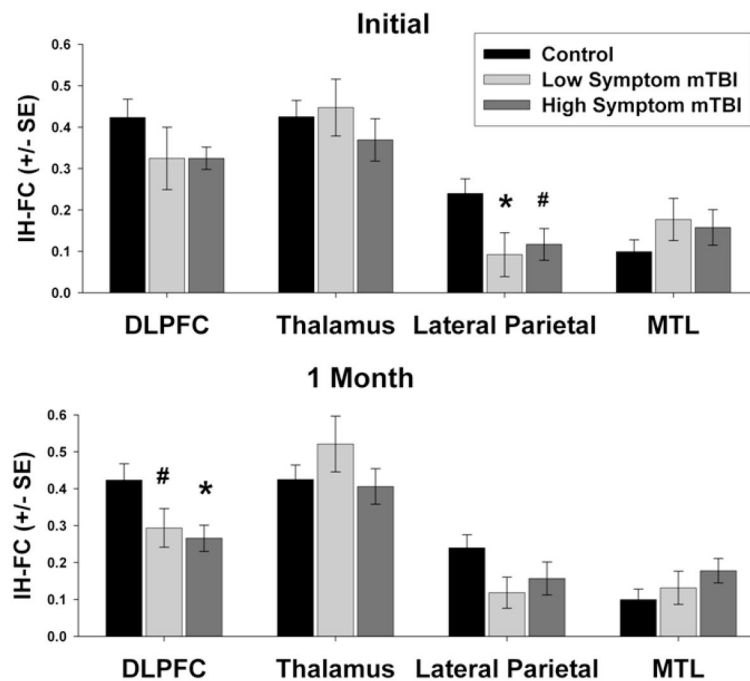 Initial
Control
Low Symptom mTBI
High Symptom mTBI
IH-FC (+/- SE)
0.6
0.5
0.4
0.3
0.2
0.1
0.0
*
#
DLPFC Thalamus Lateral Parietal MTL
1 Month
IH-FC (+/- SE)
0.6
0.5
0.4
0.3
0.2
0.1
0.0
#
*
DLPFC Thalamus Lateral Parietal MTL